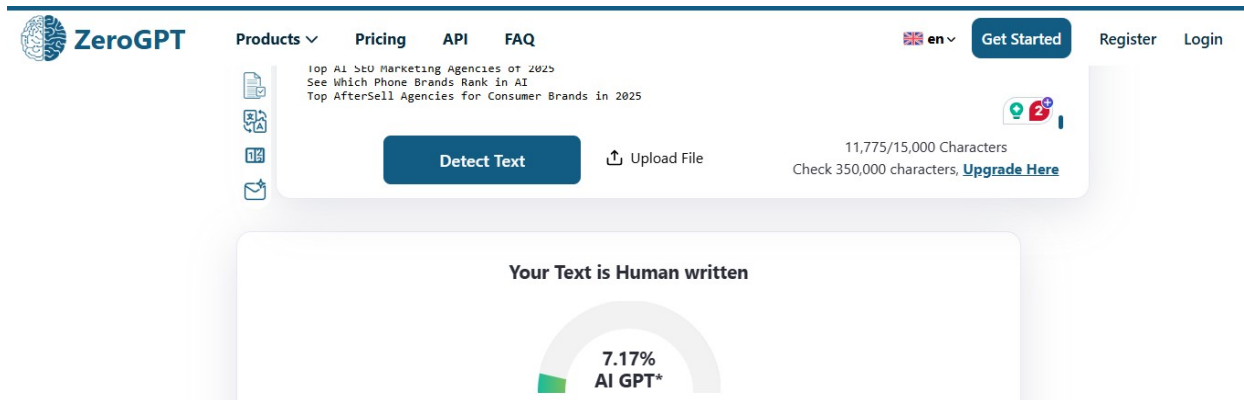 ZeroGPT
Products Pricing API FAQ
en Get Started Register Login
Top AI SEO Marketing Agencies of 2025
See Which Phone Brands Rank in AI
Top AfterSell Agencies for Consumer Brands in 2025
2
Detect Text
Upload File
11,775/15,000 Characters
Check 350,000 characters, Upgrade Here
Your Text is Human written
7.17%
AI GPT*